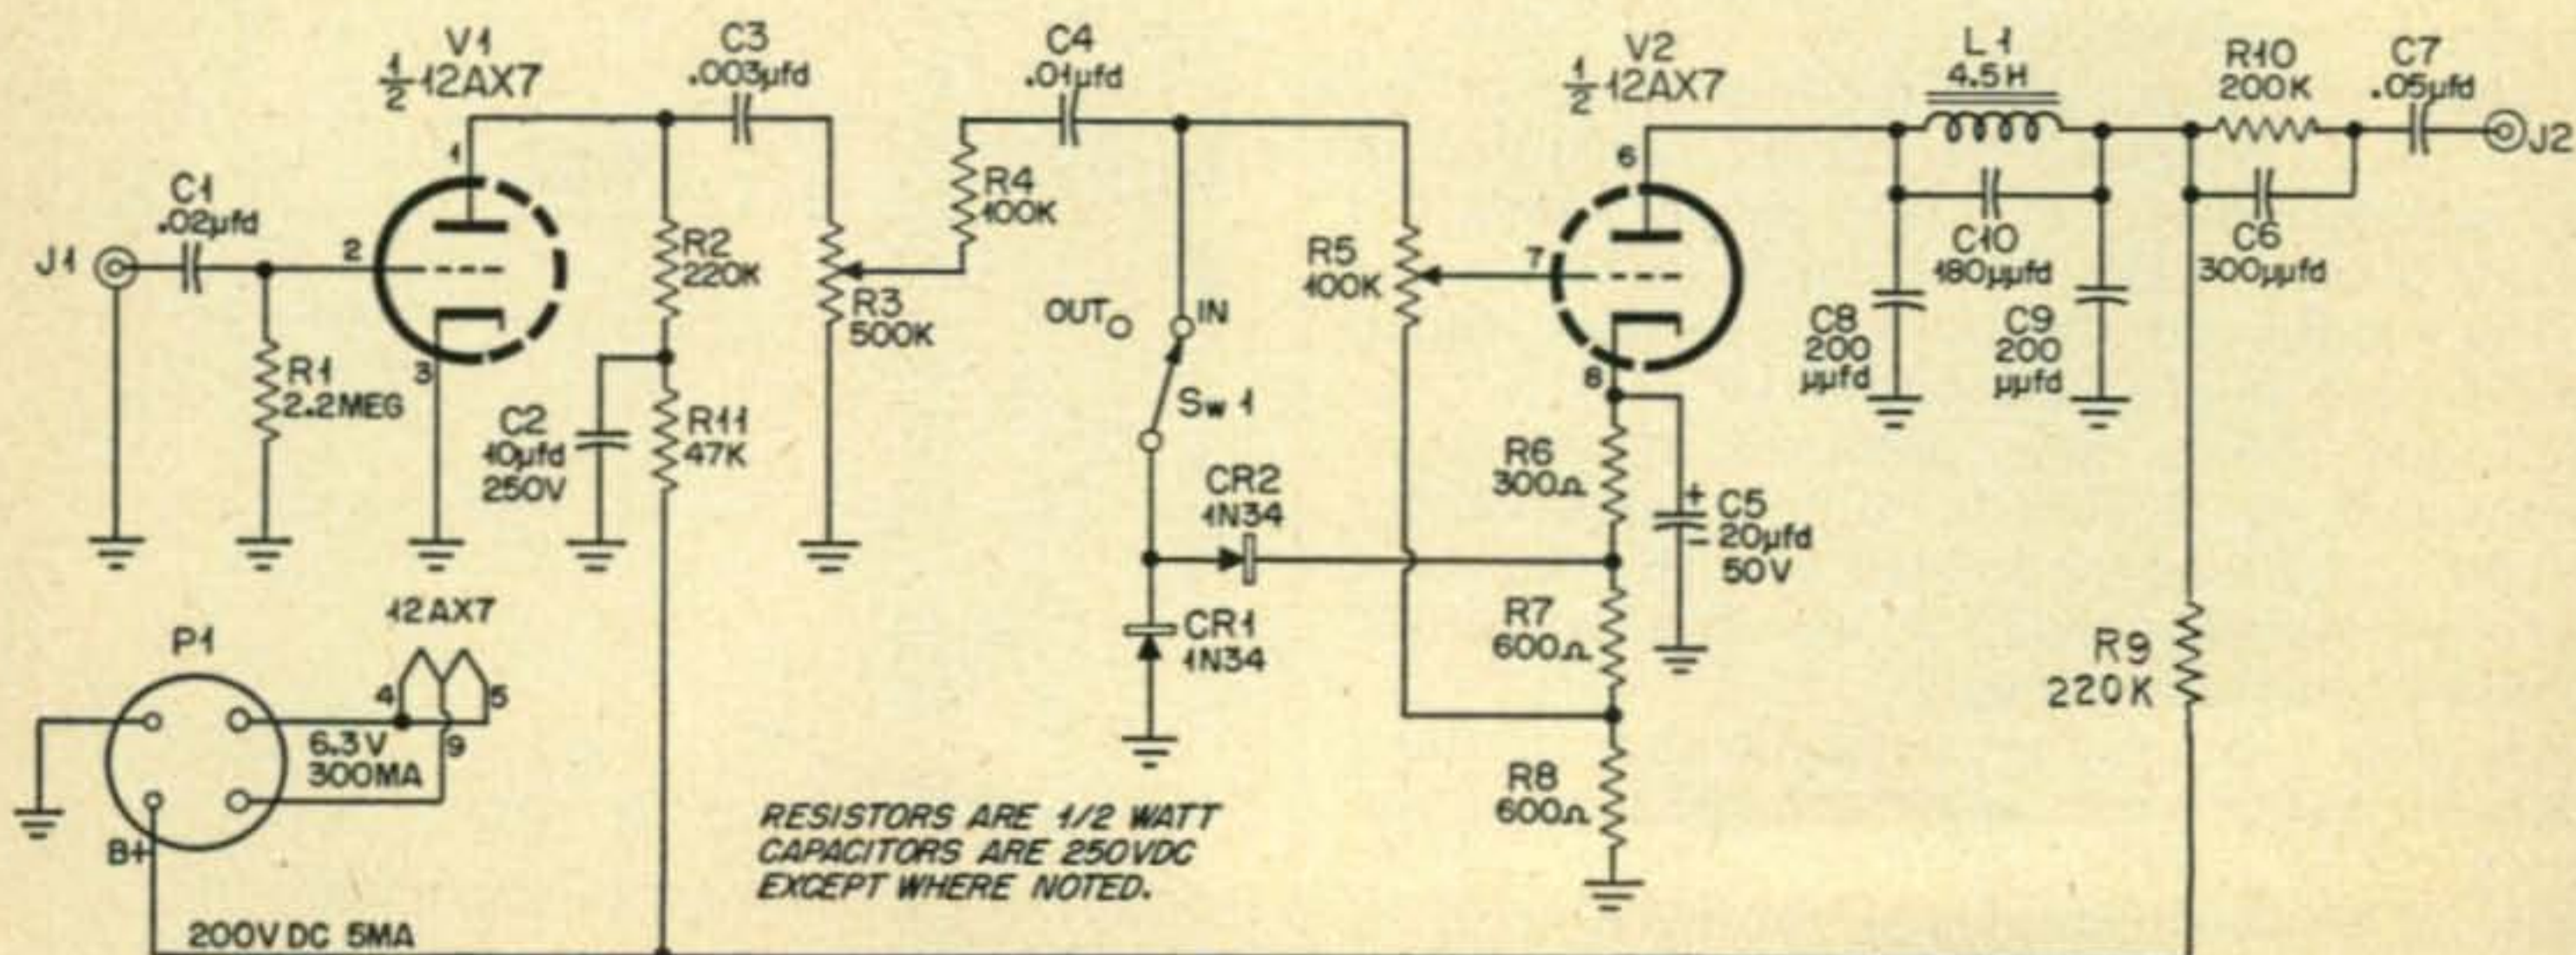 V1
1/2 12AX7
C3
.003µfd
C4
.01µfd
V2
1/2 12AX7
L1
4.5H
R10
200K
C7
.05µfd
J2
1
6
C1
.02µfd
J1
2
R4
100K
R2
220K
R3
500K
OUT
IN
R5
100K
7
C10
180µµfd
C6
300µµfd
C8
200
µµfd
C9
200
µµfd
R1
2.2MEG
3
8
C2
10µfd
250V
R11
47K
Sw 1
CR2
1N34
R6
300Ω
+
-
C5
20µfd
50V
12AX7
P1
4
5
9
6.3V
300MA
B+
CR1
1N34
R7
600Ω
R9
220K
R8
600Ω
RESISTORS ARE 1/2 WATT
CAPACITORS ARE 250VDC
EXCEPT WHERE NOTED.
200V DC 5MA